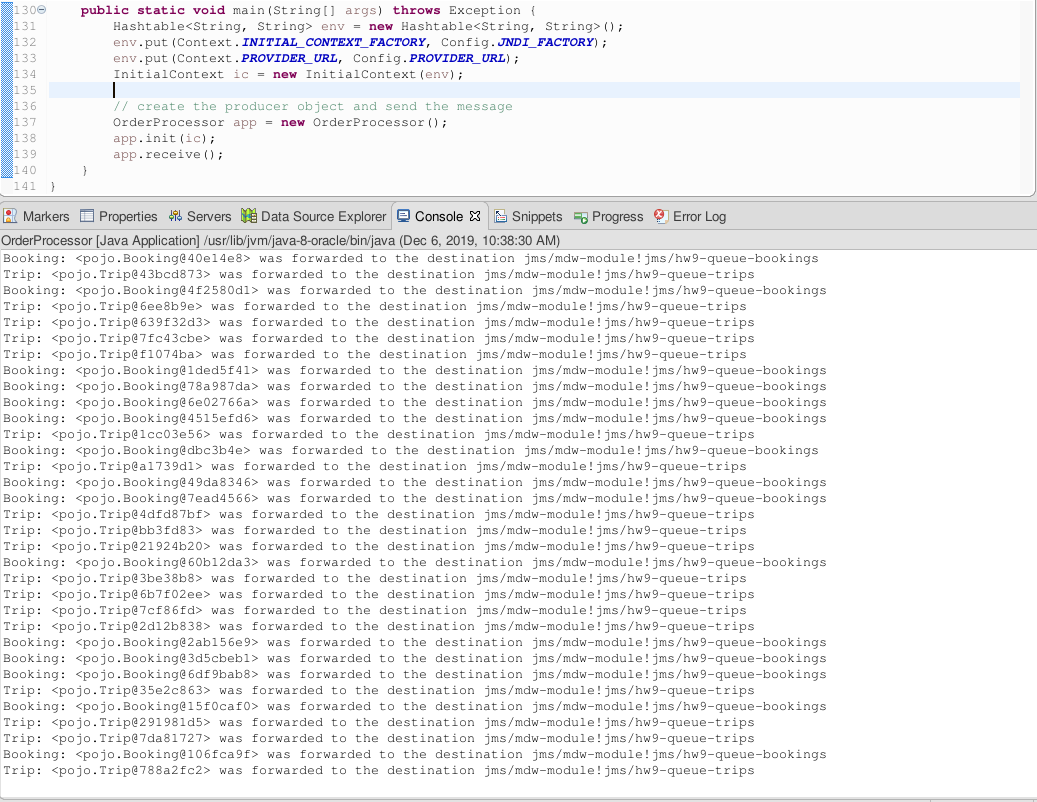 130 public static void main(String[] args) throws Exception {
131 Hashtable<String, String> env = new Hashtable<String, String>();
132 env.put(Context.INITIAL_CONTEXT_FACTORY, Config.JNDI_FACTORY);
133 env.put(Context.PROVIDER_URL, Config.PROVIDER_URL);
134 InitialContext ic = new InitialContext(env);
135
136 // create the producer object and send the message
137 OrderProcessor app = new OrderProcessor();
138 app.init(ic);
139 app.receive();
140 }
141 }
Markers Properties Servers Data Source Explorer Console Snippets Progress Error Log
OrderProcessor [Java Application] /usr/lib/jvm/java-8-oracle/bin/java (Dec 6, 2019, 10:38:30 AM)
Booking: <pojo.Booking@40e14e8> was forwarded to the destination jms/mdw-module!jms/hw9-queue-bookings
Trip: <pojo.Trip@43bcd873> was forwarded to the destination jms/mdw-module!jms/hw9-queue-trips
Booking: <pojo.Booking@4f2580d1> was forwarded to the destination jms/mdw-module!jms/hw9-queue-bookings
Trip: <pojo.Trip@6ee8b9e> was forwarded to the destination jms/mdw-module!jms/hw9-queue-trips
Trip: <pojo.Trip@639f32d3> was forwarded to the destination jms/mdw-module!jms/hw9-queue-trips
Trip: <pojo.Trip@7fc43cbe> was forwarded to the destination jms/mdw-module!jms/hw9-queue-trips
Trip: <pojo.Trip@f1074ba> was forwarded to the destination jms/mdw-module!jms/hw9-queue-trips
Booking: <pojo.Booking@1ded5f41> was forwarded to the destination jms/mdw-module!jms/hw9-queue-bookings
Booking: <pojo.Booking@78a987da> was forwarded to the destination jms/mdw-module!jms/hw9-queue-bookings
Booking: <pojo.Booking@6e02766a> was forwarded to the destination jms/mdw-module!jms/hw9-queue-bookings
Booking: <pojo.Booking@4515efd6> was forwarded to the destination jms/mdw-module!jms/hw9-queue-bookings
Trip: <pojo.Trip@1cc03e56> was forwarded to the destination jms/mdw-module!jms/hw9-queue-trips
Booking: <pojo.Booking@dbc3b4e> was forwarded to the destination jms/mdw-module!jms/hw9-queue-bookings
Trip: <pojo.Trip@a1739d1> was forwarded to the destination jms/mdw-module!jms/hw9-queue-trips
Booking: <pojo.Booking@49da8346> was forwarded to the destination jms/mdw-module!jms/hw9-queue-bookings
Booking: <pojo.Booking@7ead4566> was forwarded to the destination jms/mdw-module!jms/hw9-queue-bookings
Trip: <pojo.Trip@4dfd87bf> was forwarded to the destination jms/mdw-module!jms/hw9-queue-trips
Trip: <pojo.Trip@bb3fd83> was forwarded to the destination jms/mdw-module!jms/hw9-queue-trips
Trip: <pojo.Trip@21924b20> was forwarded to the destination jms/mdw-module!jms/hw9-queue-trips
Booking: <pojo.Booking@60b12da3> was forwarded to the destination jms/mdw-module!jms/hw9-queue-bookings
Trip: <pojo.Trip@3be38b8> was forwarded to the destination jms/mdw-module!jms/hw9-queue-trips
Trip: <pojo.Trip@6b7f02ee> was forwarded to the destination jms/mdw-module!jms/hw9-queue-trips
Trip: <pojo.Trip@7cf86fd> was forwarded to the destination jms/mdw-module!jms/hw9-queue-trips
Trip: <pojo.Trip@2d12b838> was forwarded to the destination jms/mdw-module!jms/hw9-queue-trips
Booking: <pojo.Booking@2ab156e9> was forwarded to the destination jms/mdw-module!jms/hw9-queue-bookings
Booking: <pojo.Booking@3d5cbeb1> was forwarded to the destination jms/mdw-module!jms/hw9-queue-bookings
Booking: <pojo.Booking@6df9bab8> was forwarded to the destination jms/mdw-module!jms/hw9-queue-bookings
Trip: <pojo.Trip@35e2c863> was forwarded to the destination jms/mdw-module!jms/hw9-queue-trips
Booking: <pojo.Booking@15f0caf0> was forwarded to the destination jms/mdw-module!jms/hw9-queue-bookings
Trip: <pojo.Trip@291981d5> was forwarded to the destination jms/mdw-module!jms/hw9-queue-trips
Trip: <pojo.Trip@7da81727> was forwarded to the destination jms/mdw-module!jms/hw9-queue-trips
Booking: <pojo.Booking@106fca9f> was forwarded to the destination jms/mdw-module!jms/hw9-queue-bookings
Trip: <pojo.Trip@788a2fc2> was forwarded to the destination jms/mdw-module!jms/hw9-queue-trips